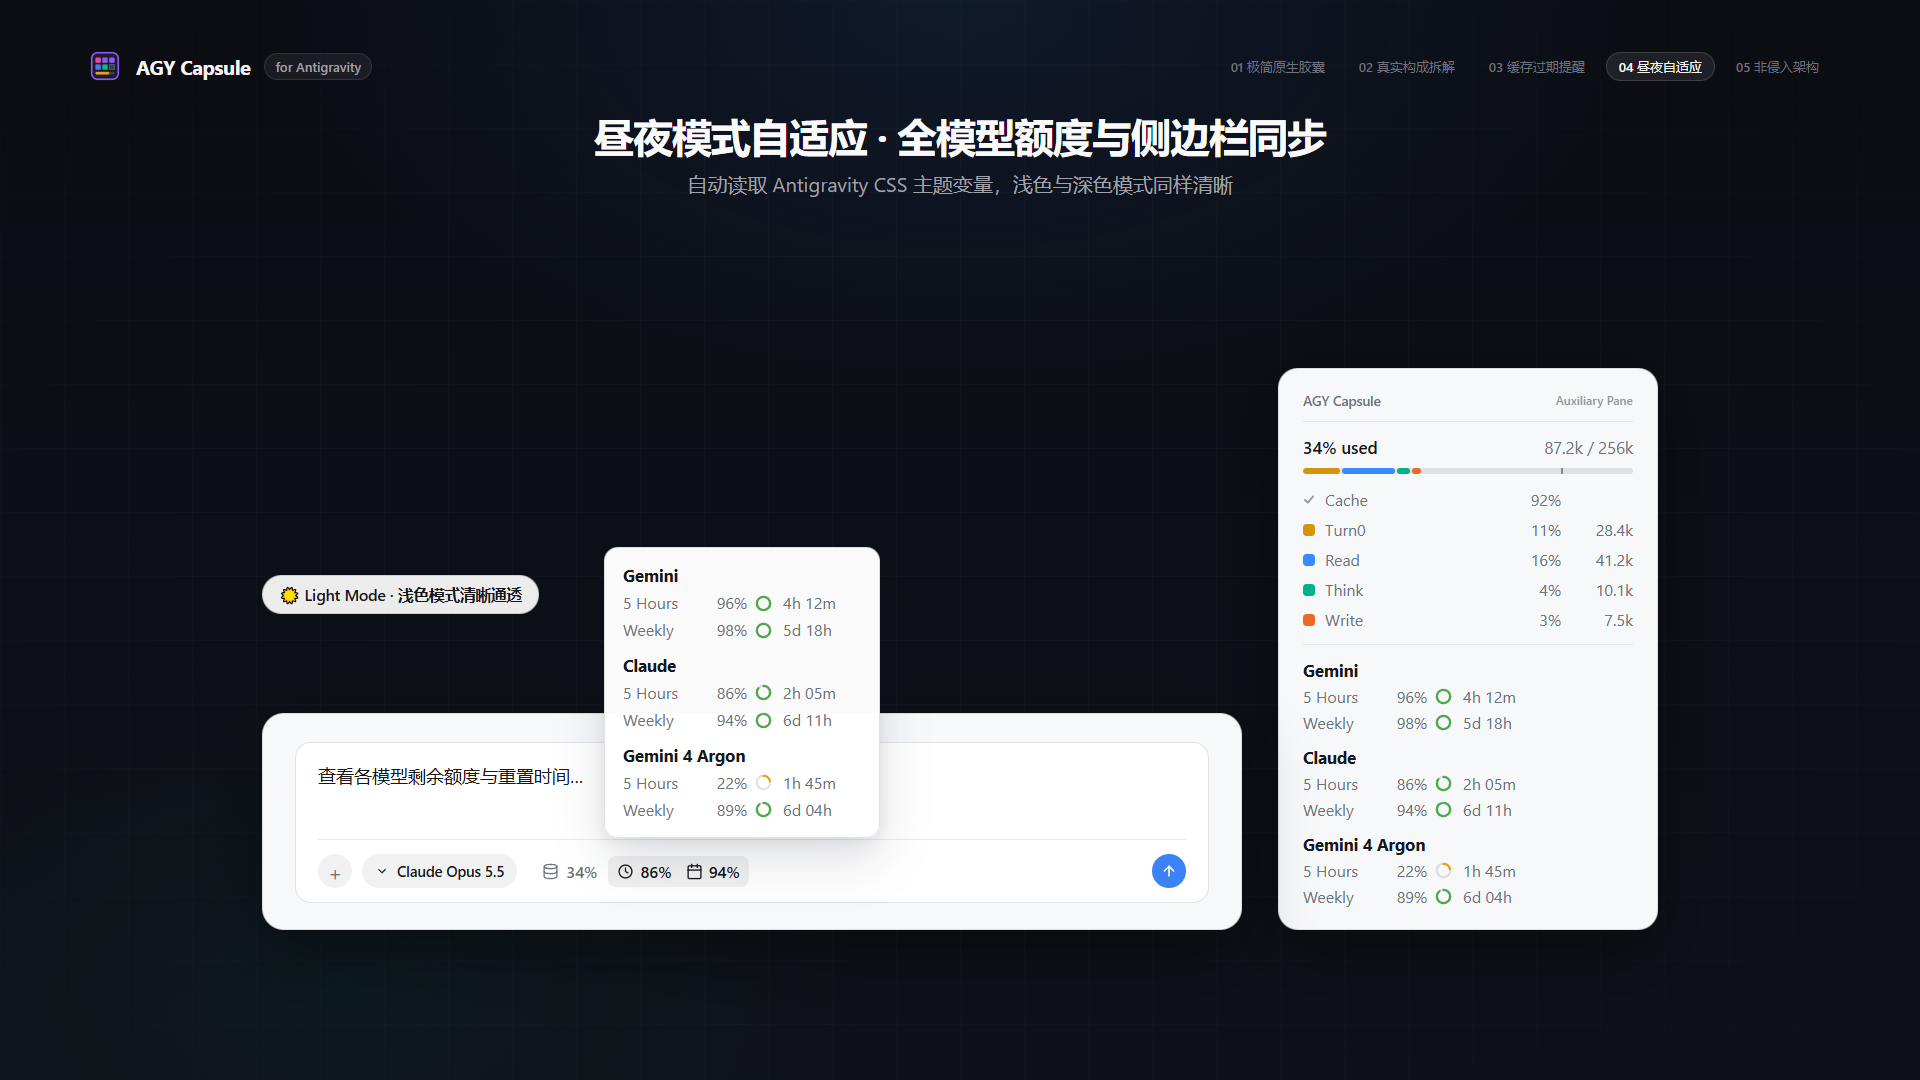 AGY Capsule
for Antigravity
01 极简原生胶囊
02 真实构成拆解
03 缓存过期提醒
04 昼夜自适应
05 非侵入架构
昼夜模式自适应 · 全模型额度与侧边栏同步
自动读取 Antigravity CSS 主题变量，浅色与深色模式同样清晰
Light Mode · 浅色模式清晰通透
Gemini
5 Hours 96% 4h 12m
Weekly 98% 5d 18h
Claude
5 Hours 86% 2h 05m
Weekly 94% 6d 11h
Gemini 4 Argon
5 Hours 22% 1h 45m
Weekly 89% 6d 04h
查看各模型剩余额度与重置时间...
+
Claude Opus 5.5
34%
86%
94%
AGY Capsule
Auxiliary Pane
34% used
87.2k / 256k
Cache 92%
Turn0 11% 28.4k
Read 16% 41.2k
Think 4% 10.1k
Write 3% 7.5k
Gemini
5 Hours 96% 4h 12m
Weekly 98% 5d 18h
Claude
5 Hours 86% 2h 05m
Weekly 94% 6d 11h
Gemini 4 Argon
5 Hours 22% 1h 45m
Weekly 89% 6d 04h